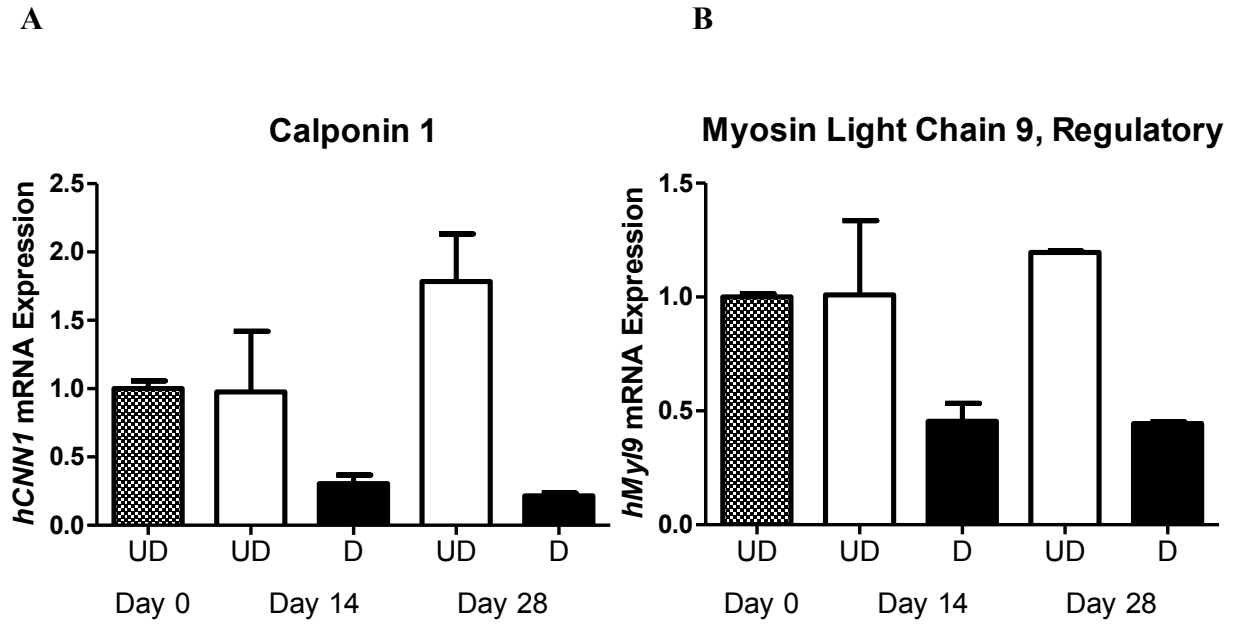 A
B
Calponin 1
hCNN1 mRNA Expression
2.5
2.0
1.5
1.0
0.5
0.0
UD UD D UD D
Day 0 Day 14 Day 28
Myosin Light Chain 9, Regulatory
hMyl9 mRNA Expression
1.5
1.0
0.5
0.0
UD UD D UD D
Day 0 Day 14 Day 28